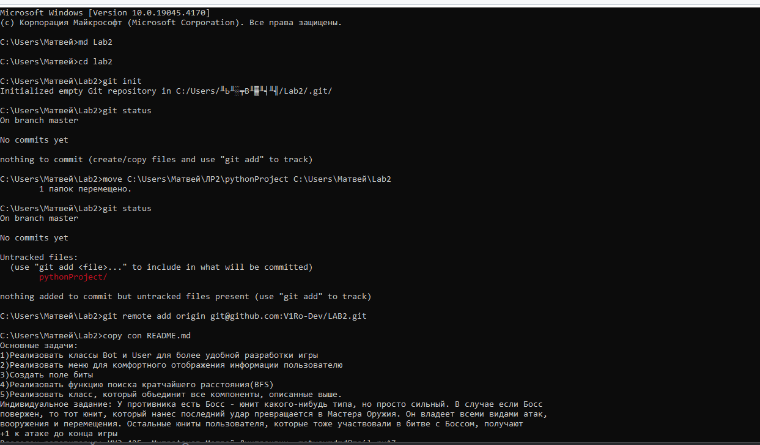 Microsoft Windows [Version 10.0.19045.4170]
(c) Корпорация Майкрософт (Microsoft Corporation). Все права защищены.
C:\Users\Матвей>md Lab2
C:\Users\Матвей>cd lab2
C:\Users\Матвей\Lab2>git init
Initialized empty Git repository in C:/Users/ /Lab2/.git/
C:\Users\Матвей\Lab2>git status
On branch master
No commits yet
nothing to commit (create/copy files and use "git add" to track)
C:\Users\Матвей\Lab2>move C:\Users\Матвей\ЛР2\pythonProject C:\Users\Матвей\Lab2
1 папок перемещено.
C:\Users\Матвей\Lab2>git status
On branch master
No commits yet
Untracked files:
(use "git add <file>..." to include in what will be committed)
pythonProject/
nothing added to commit but untracked files present (use "git add" to track)
C:\Users\Матвей\Lab2>git remote add origin git@github.com:V1Ro-Dev/LAB2.git
C:\Users\Матвей\Lab2>copy con README.md
Основные задачи:
1)Реализовать классы Bot и User для более удобной разработки игры
2)Реализовать меню для комфортного отображения информации пользователю
3)Создать поле биты
4)Реализовать функцию поиска кратчайшего расстояния(BFS)
5)Реализовать класс, который объединит все компоненты, описанные выше.
Индивидуальное задание: У противника есть Босс - юнит какого-нибудь типа, но просто сильный. В случае если Босс
повержен, то тот юнит, который нанес последний удар превращается в Мастера Оружия. Он владеет всеми видами атак,
вооружения и перемещения. Остальные юниты пользователя, которые тоже участвовали в битве с Боссом, получают
+1 к атаке до конца игры